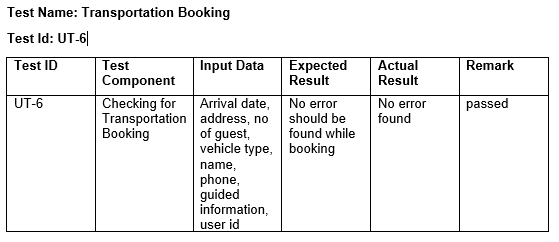 Test Name: Transportation Booking
Test Id: UT-6
Test ID Test Component Input Data Expected Result Actual Result Remark
UT-6 Checking for Transportation Booking Arrival date, address, no of guest, vehicle type, name, phone, guided information, user id No error should be found while booking No error found passed